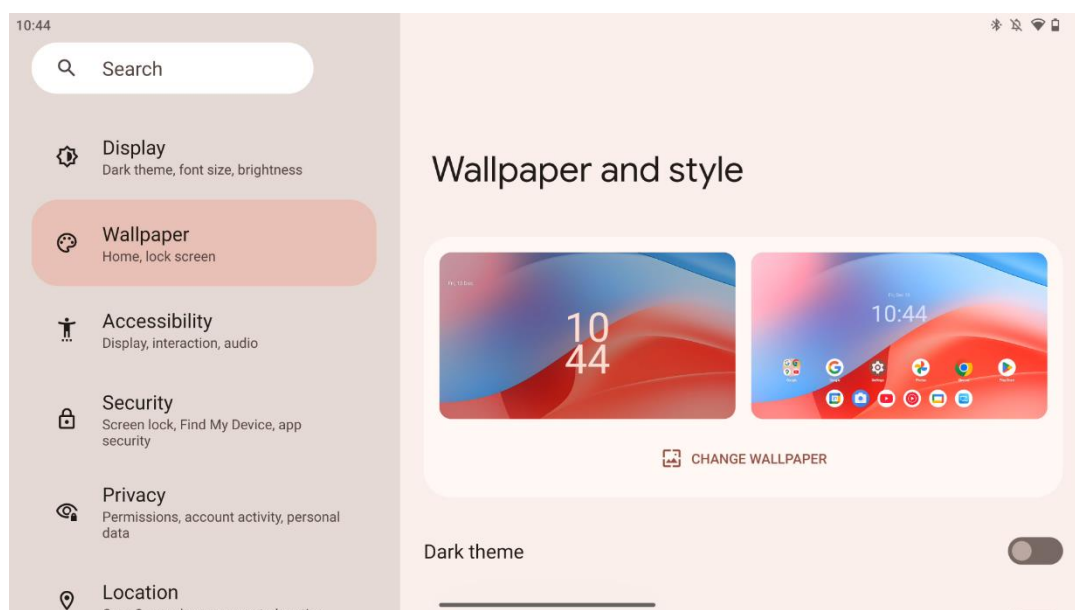 10:44
Search
Display
Dark theme, font size, brightness
Wallpaper
Home, lock screen
Accessibility
Display, interaction, audio
Security
Screen lock, Find My Device, app
security
Privacy
Permissions, account activity, personal
data
Location
Wallpaper and style
10
44
10:44
CHANGE WALLPAPER
Dark theme